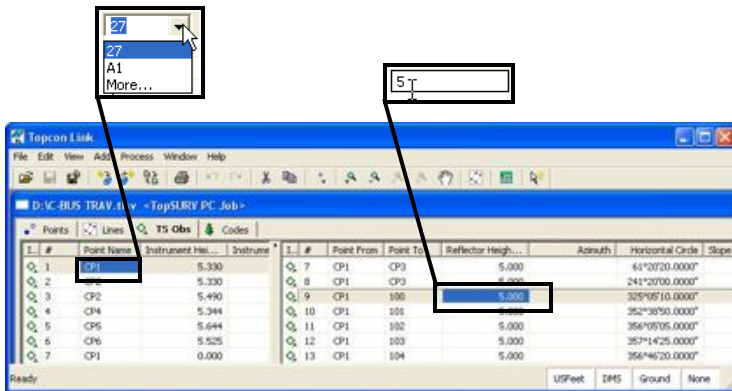 27
27
A1
More...
5
Topcon Link
File Edit View Add Process Window Help
<TopSURV PC Job>
Points Lines TS Obs Codes
I... # Point Name Instrument Hei... Instrume I... # Point From Point To Reflector Heigh... Azimuth Horizontal Circle Slope
1 CP1 5.330 7 CP1 CP3 5.000 61°20'20.0000"
2 5.330 8 CP1 CP3 5.000 241°20'00.0000"
3 CP2 5.490 9 CP1 100 5.000 325°05'10.0000"
4 CP4 5.344 10 CP1 101 5.000 352°38'50.0000"
5 CP5 5.644 11 CP1 102 5.000 356°05'05.0000"
6 CP6 5.525 12 CP1 103 5.000 357°14'25.0000"
7 CP1 0.000 13 CP1 104 5.000 356°46'20.0000"
Ready USFeet DMS Ground None